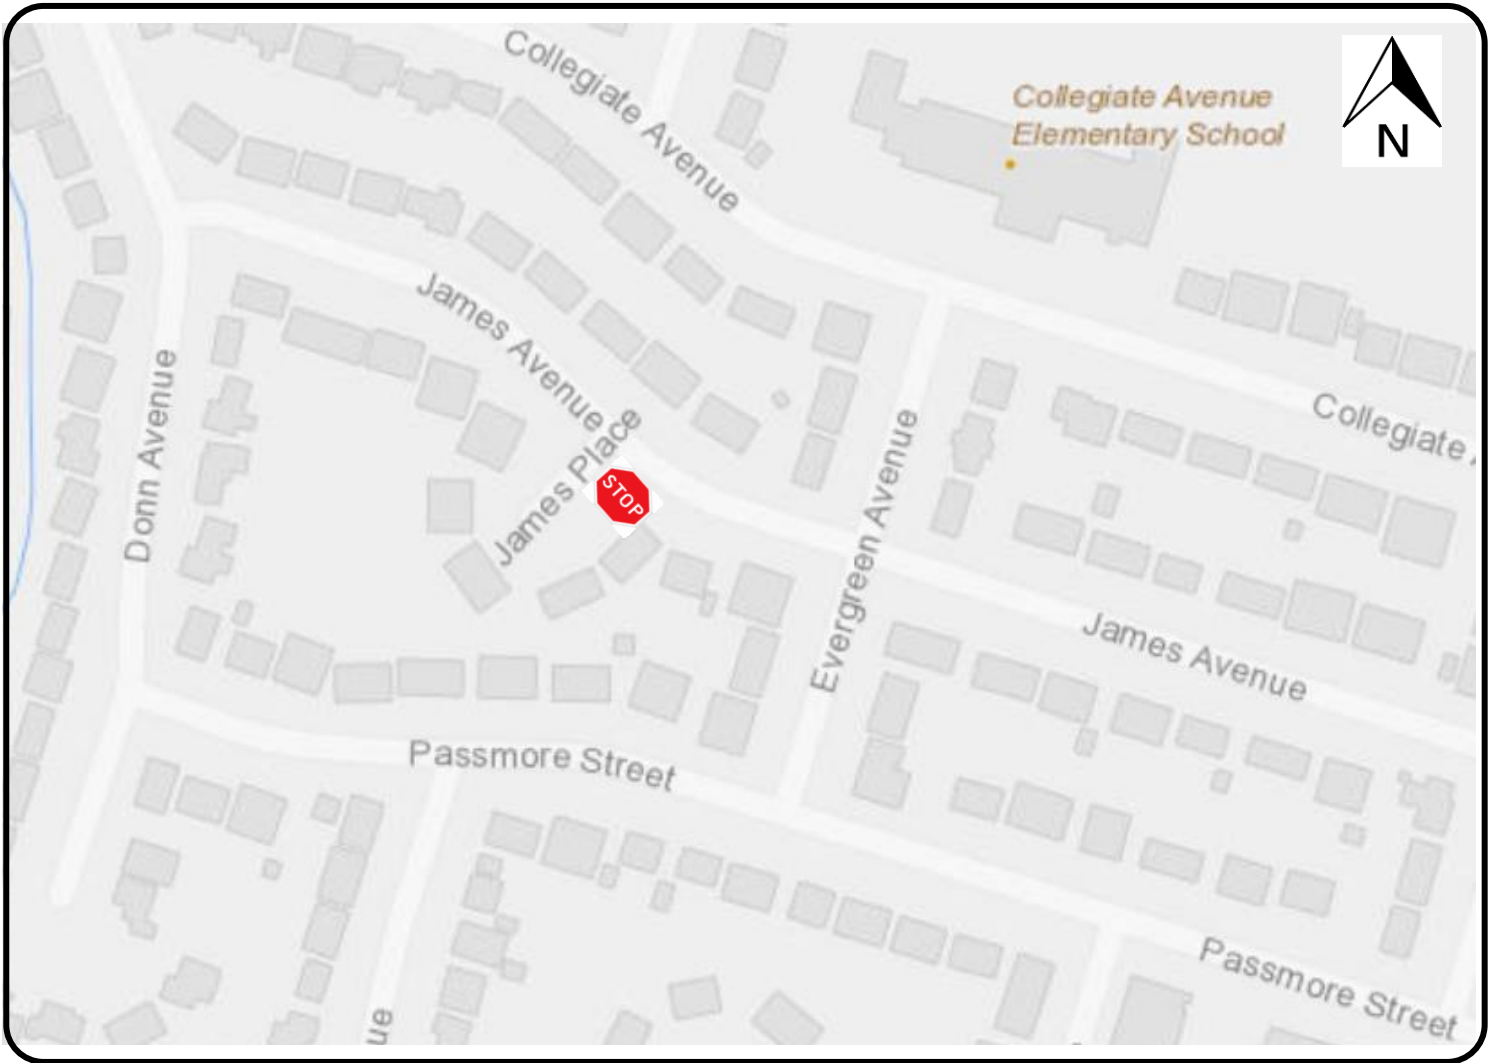 Collegiate Avenue
Collegiate Avenue
Elementary School
N
James Avenue
James Place
STOP
Donn Avenue
Evergreen Avenue
Collegiate
James Avenue
Passmore Street
Passmore Street
ue